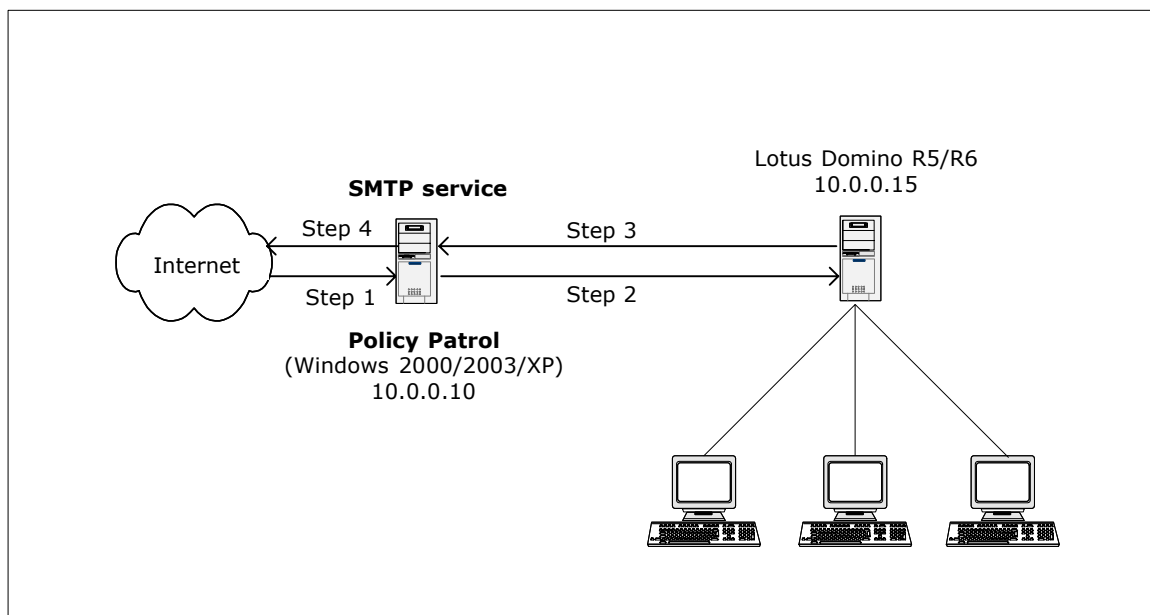 Lotus Domino R5/R6
10.0.0.15
SMTP service
Step 4
Step 3
Internet
Step 1
Step 2
Policy Patrol
(Windows 2000/2003/XP)
10.0.0.10